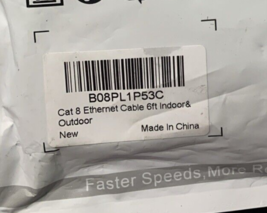 B08PL1P53C
Cat 8 Ethernet Cable 6ft Indoor&
Outdoor
New Made In China
Faster Speeds, More